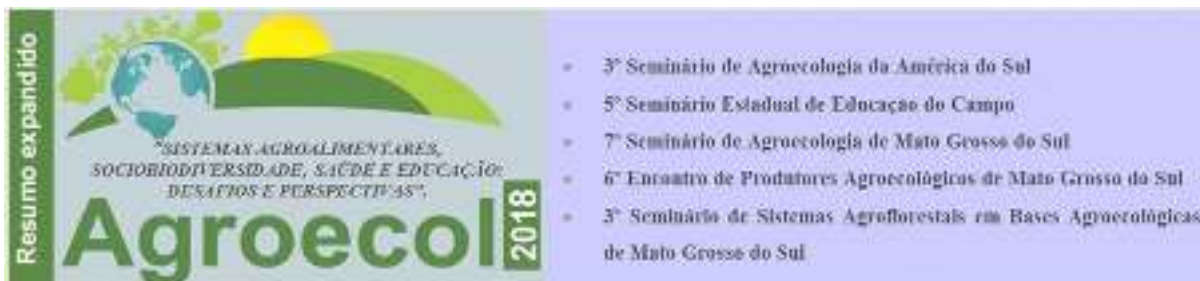 Resumo expandido
"SISTEMAS AGROALIMENTARES,
SOCIOBIODIVERSIDADE, SAÚDE E EDUCAÇÃO:
DESAFIOS E PERSPECTIVAS".
Agroecol 2018
3º Seminário de Agroecologia da América do Sul
5º Seminário Estadual de Educação do Campo
7º Seminário de Agroecologia de Mato Grosso do Sul
6º Encontro de Produtores Agroecológicos de Mato Grosso do Sul
3º Seminário de Sistemas Agroflorestais em Bases Agroecológicas
de Mato Grosso do Sul